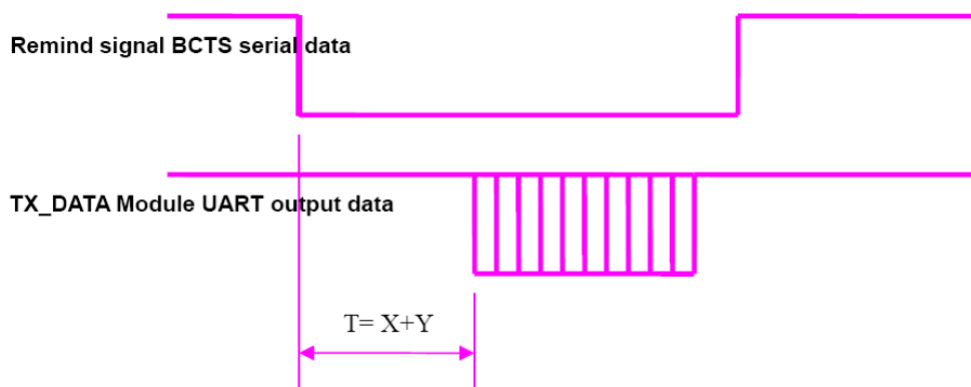 Remind signal BCTS serial data
TX_DATA Module UART output data
T= X+Y